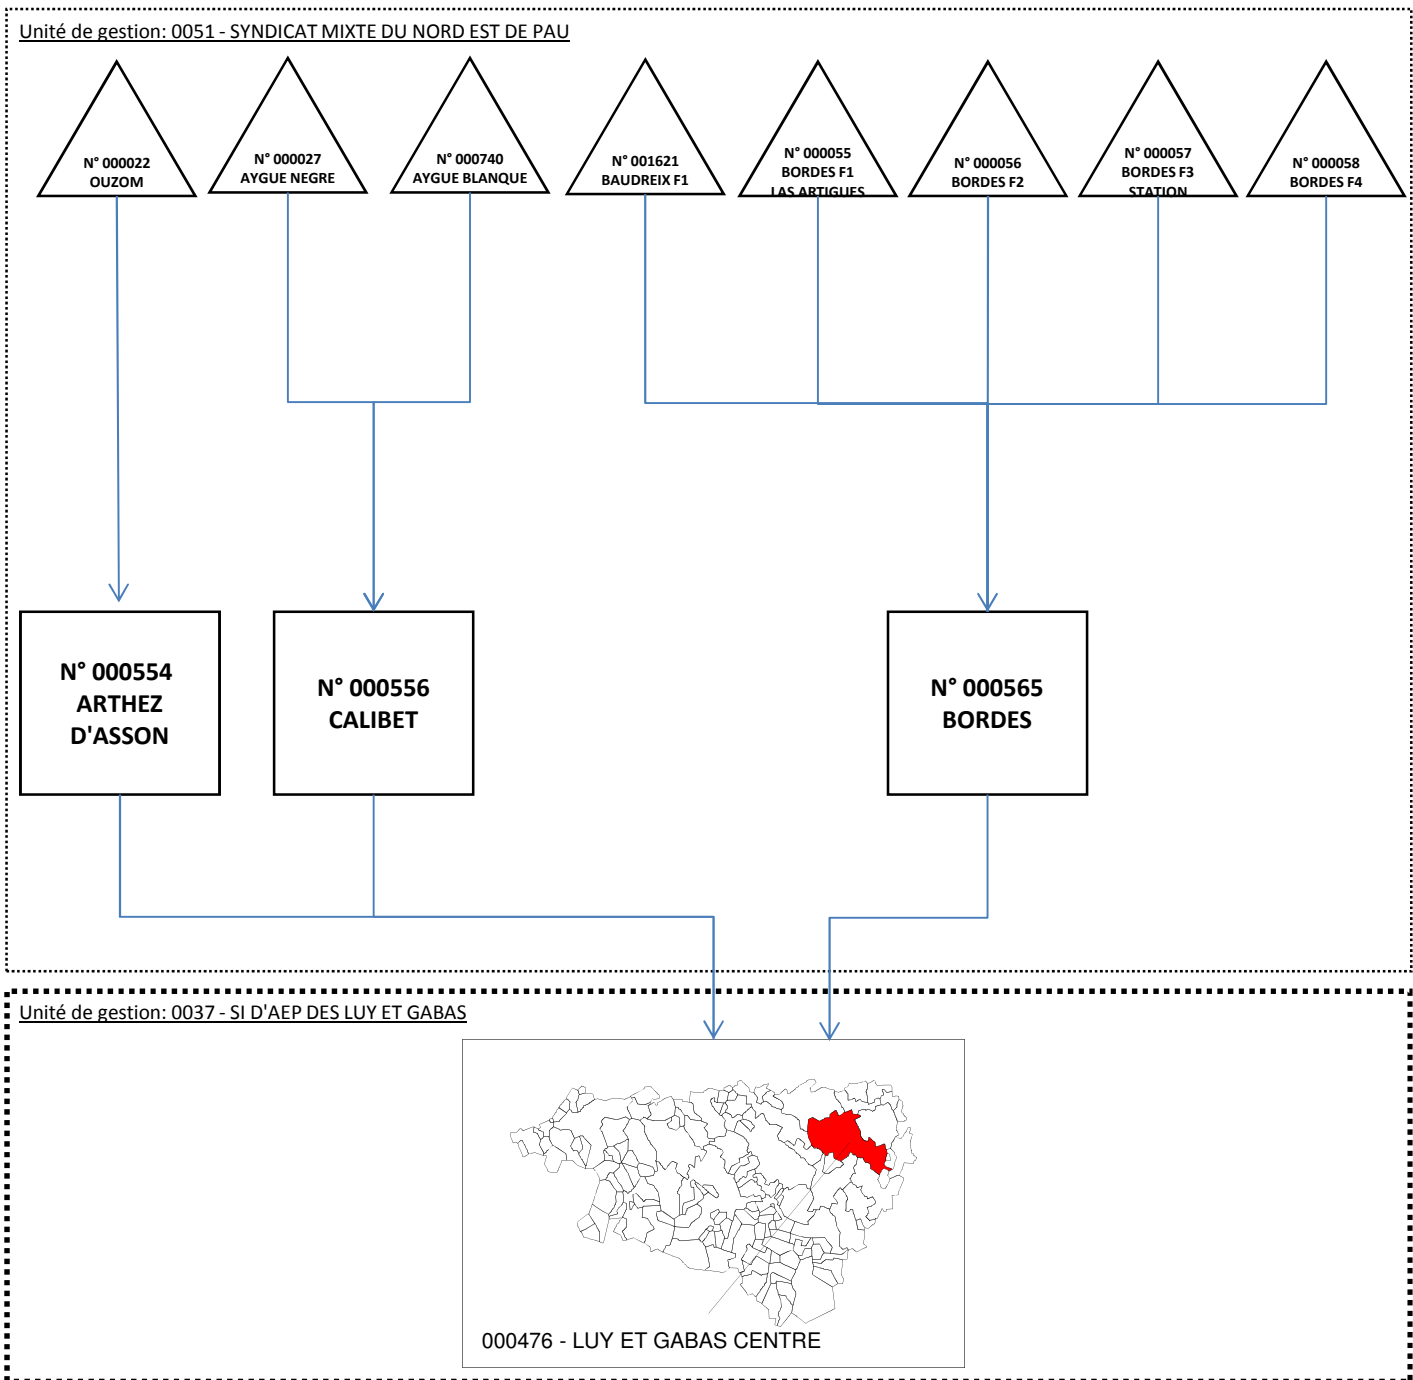 Unité de gestion: 0051 - SYNDICAT MIXTE DU NORD EST DE PAU
N° 000022
OUZOM
N° 000027
AYGUE NEGRE
N° 000740
AYGUE BLANQUE
N° 001621
BAUDREIX F1
N° 000055
BORDES F1
LAS ARTIGUES
N° 000056
BORDES F2
N° 000057
BORDES F3
STATION
N° 000058
BORDES F4
N° 000554
ARTHEZ
D'ASSON
N° 000556
CALIBET
N° 000565
BORDES
Unité de gestion: 0037 - SI D'AEP DES LUY ET GABAS
000476 - LUY ET GABAS CENTRE